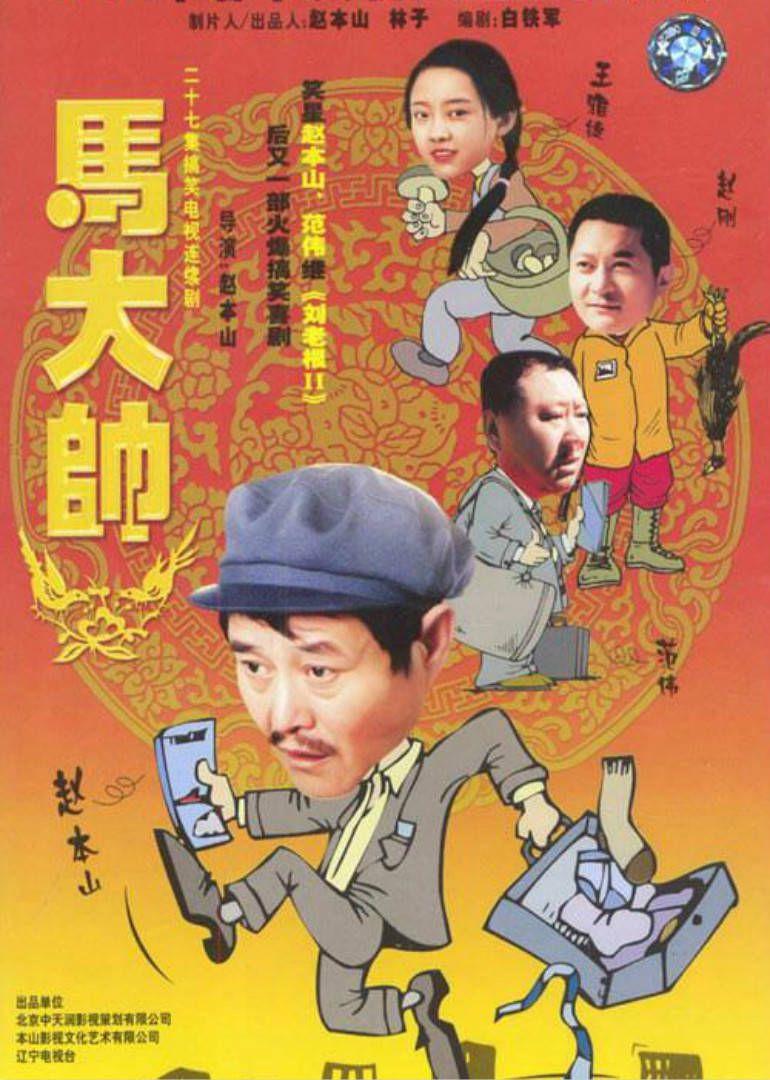 制片人/出品人:赵本山 林子 编剧:白铁军
馬大帥
二十七集搞笑电视连续剧
导演:赵本山
笑星赵本山、范伟继《刘老根II》
后又一部火爆搞笑喜剧
王雅捷
赵刚
范伟
赵本山
出品单位
北京中天润影视策划有限公司
本山影视文化艺术有限公司
辽宁电视台